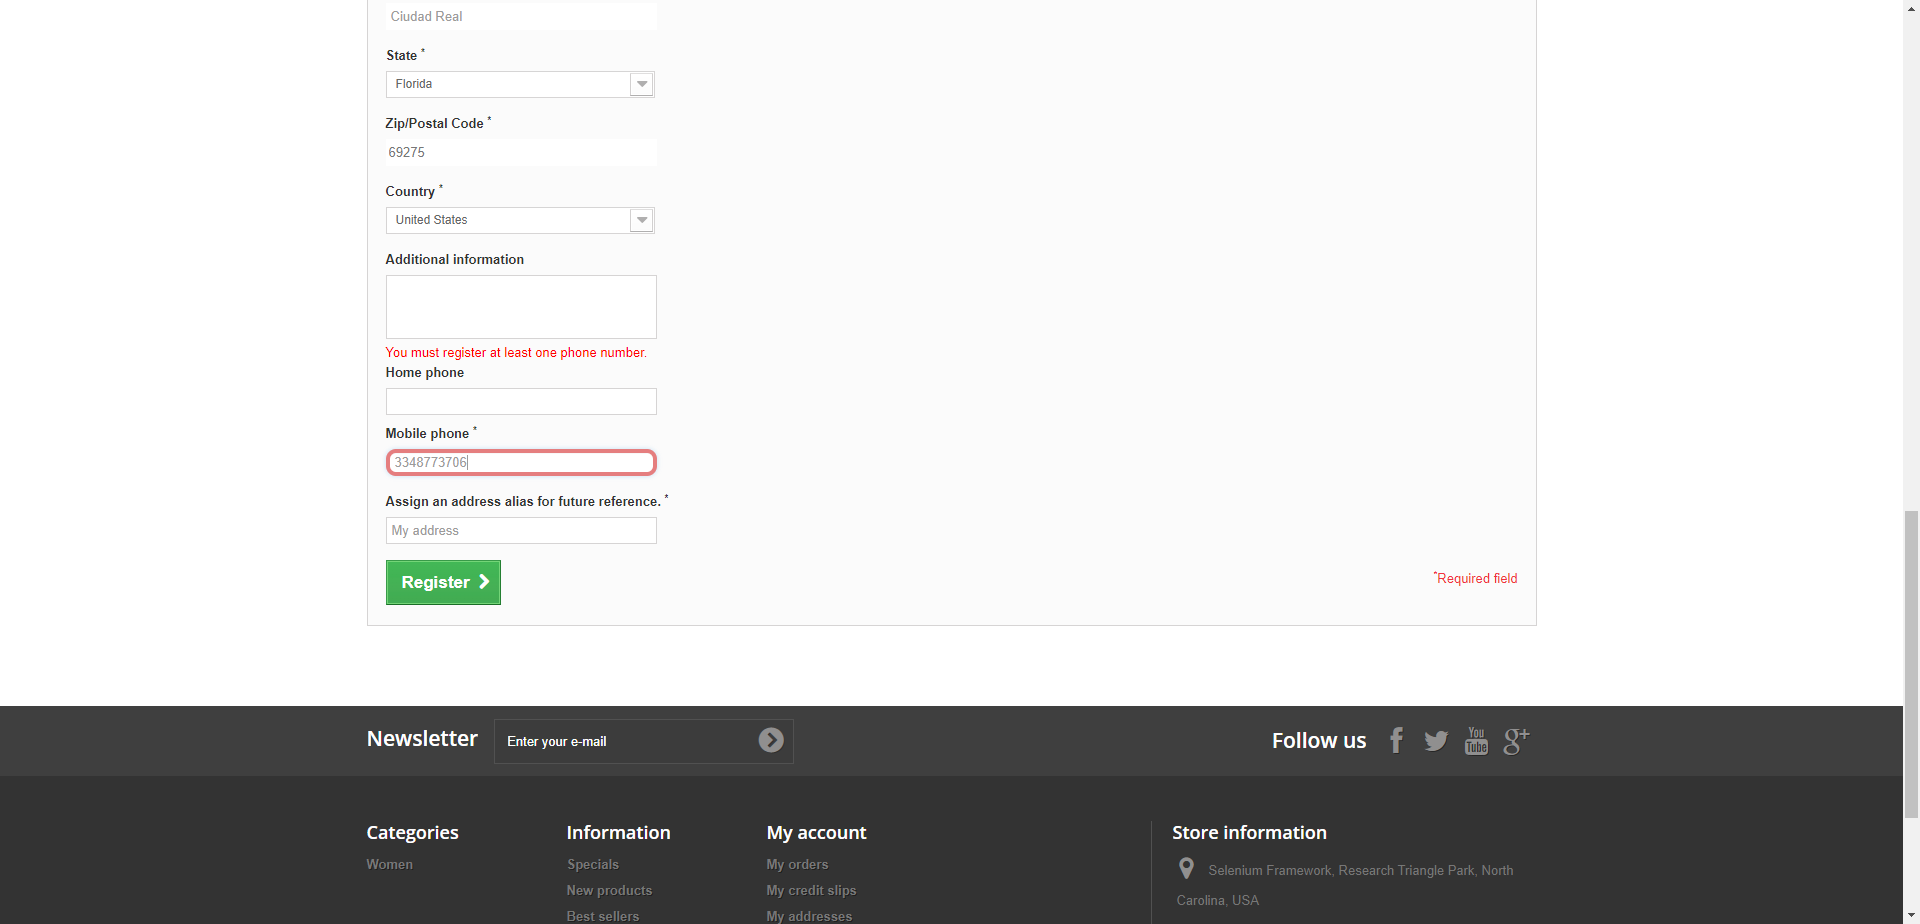 Ciudad Real
State *
Florida
Zip/Postal Code *
69275
Country *
United States
Additional information
You must register at least one phone number.
Home phone
Mobile phone *
3348773706
Assign an address alias for future reference. *
My address
Register
*Required field
Newsletter
Enter your e-mail
Follow us
You
Tube
Categories
Women
Information
Specials
New products
Best sellers
My account
My orders
My credit slips
My addresses
Store information
Selenium Framework, Research Triangle Park, North
Carolina, USA